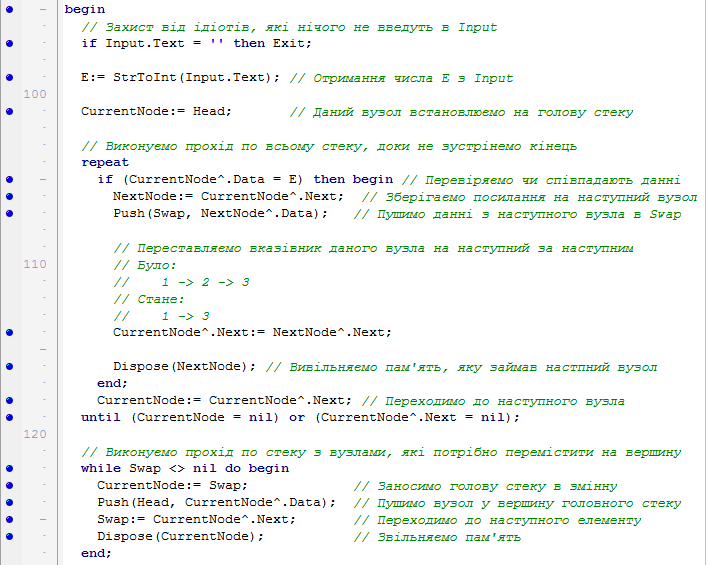 begin
// Захист від ідіотів, які нічого не введуть в Input
if Input.Text = '' then Exit;
E:= StrToInt(Input.Text); // Отримання числа E з Input
100
CurrentNode:= Head; // Даний вузол встановлюємо на голову стеку
// Виконуємо прохід по всьому стеку, доки не зустрінемо кінець
repeat
if (CurrentNode^.Data = E) then begin // Перевіряємо чи співпадають данні
NextNode:= CurrentNode^.Next; // Зберігаємо посилання на наступний вузол
Push(Swap, NextNode^.Data); // Пушимо данні з наступного вузла в Swap
// Переставляємо вказівник даного вузла на наступний за наступним
110 // Було:
// 1 -> 2 -> 3
// Стане:
// 1 -> 3
CurrentNode^.Next:= NextNode^.Next;
Dispose(NextNode); // Вивільняемо пам'ять, яку займав настпний вузол
end;
CurrentNode:= CurrentNode^.Next; // Переходимо до наступного вузла
until (CurrentNode = nil) or (CurrentNode^.Next = nil);
120
// Виконуємо прохід по стеку з вузлами, які потрібно перемістити на вершину
while Swap <> nil do begin
CurrentNode:= Swap; // Заносимо голову стеку в змінну
Push(Head, CurrentNode^.Data); // Пушимо вузол у вершину головного стеку
Swap:= CurrentNode^.Next; // Переходимо до наступного елементу
Dispose(CurrentNode); // Звільняємо пам'ять
end;